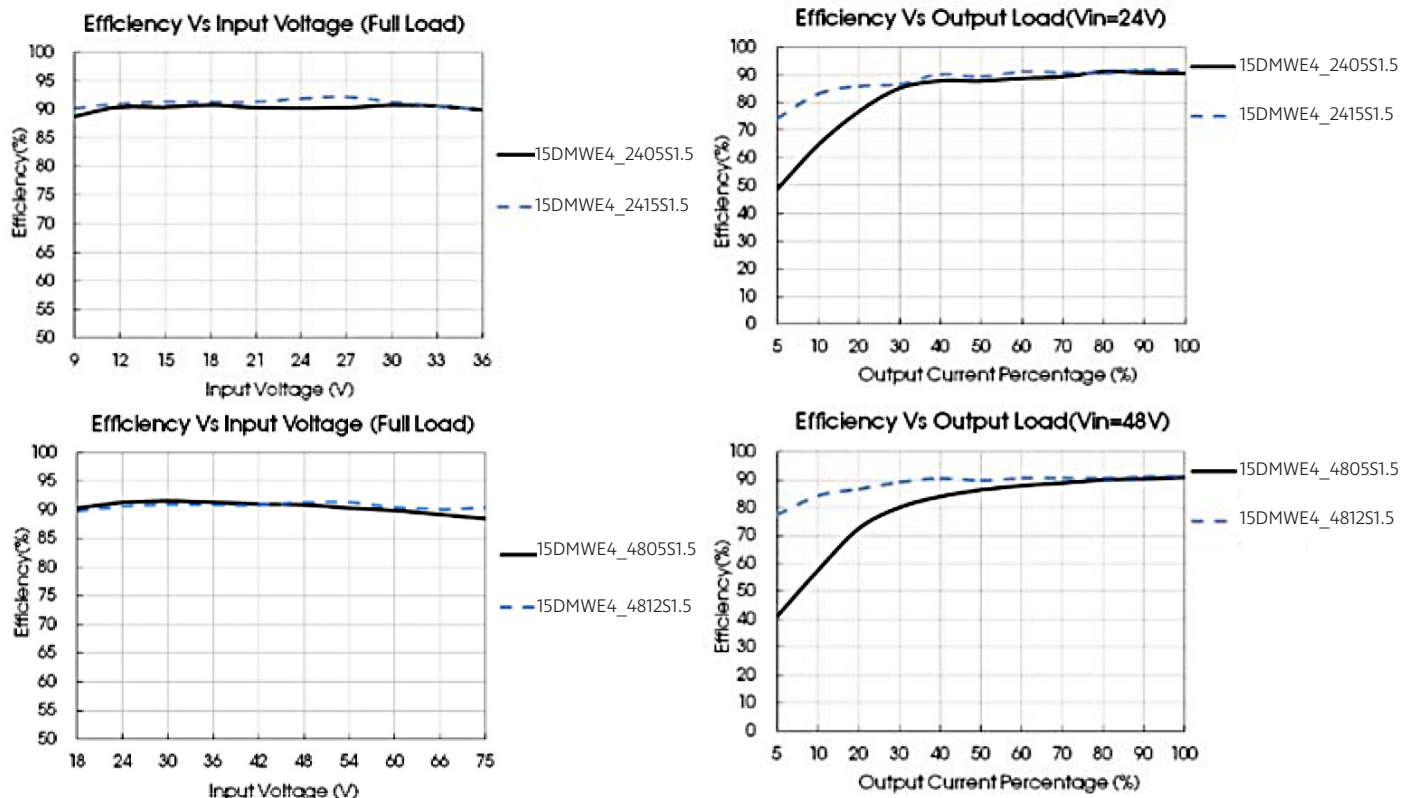 Efficiency Vs Input Voltage (Full Load)
100
95
90
85
80
75
70
65
60
55
50
Efficiency(%)
9 12 15 18 21 24 27 30 33 36
Input Voltage (V)
15DMWE4_2405S1.5
15DMWE4_2415S1.5
Efficiency Vs Output Load(Vin=24V)
100
90
80
70
60
50
40
30
20
10
0
Efficiency(%)
5 10 20 30 40 50 60 70 80 90 100
Output Current Percentage (%)
15DMWE4_2405S1.5
15DMWE4_2415S1.5
Efficiency Vs Input Voltage (Full Load)
100
95
90
85
80
75
70
65
60
55
50
Efficiency(%)
18 24 30 36 42 48 54 60 66 75
Input Voltage (V)
15DMWE4_4805S1.5
15DMWE4_4812S1.5
Efficiency Vs Output Load(Vin=48V)
100
90
80
70
60
50
40
30
20
10
0
Efficiency(%)
5 10 20 30 40 50 60 70 80 90 100
Output Current Percentage (%)
15DMWE4_4805S1.5
15DMWE4_4812S1.5